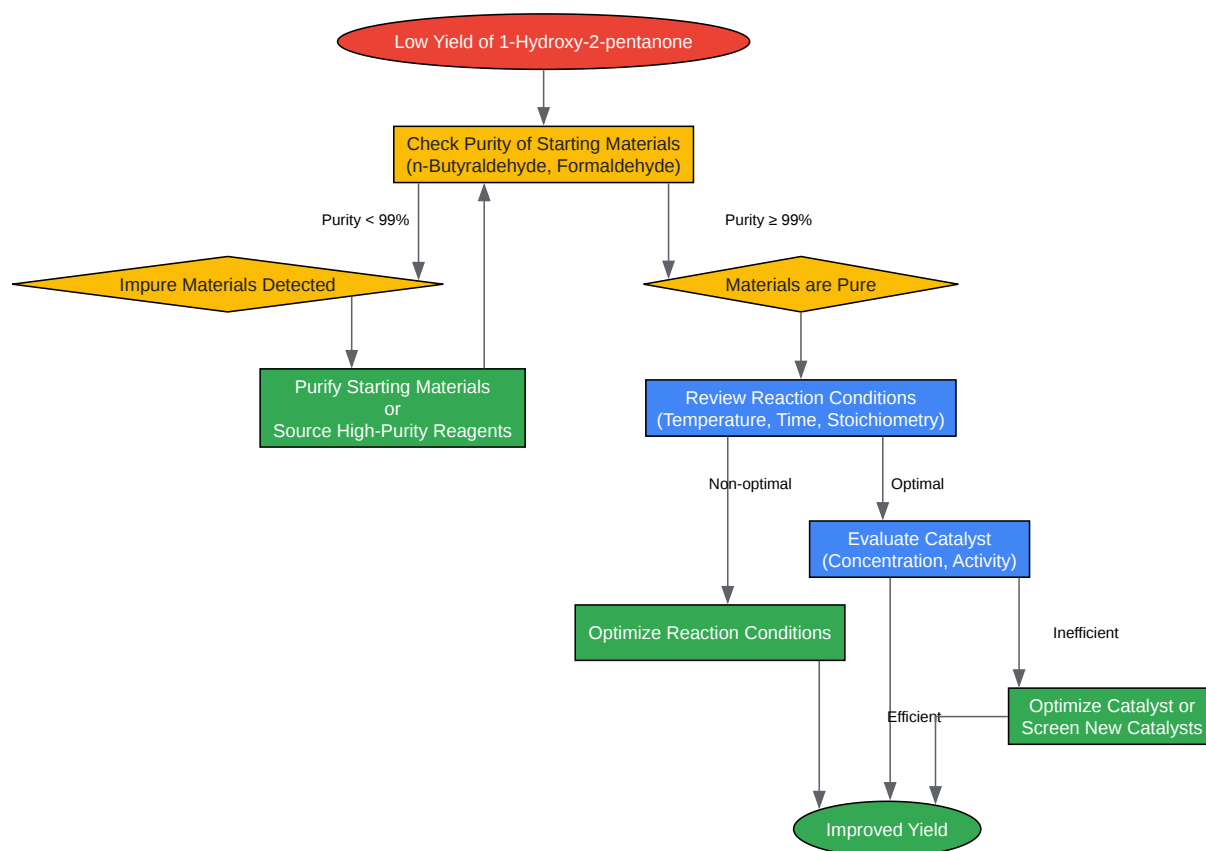 Low Yield of 1-Hydroxy-2-pentanone
Check Purity of Starting Materials
(n-Butyraldehyde, Formaldehyde)
Purity < 99%
Purity ≥ 99%
Impure Materials Detected
Materials are Pure
Purify Starting Materials
or
Source High-Purity Reagents
Review Reaction Conditions
(Temperature, Time, Stoichiometry)
Non-optimal
Optimal
Evaluate Catalyst
(Concentration, Activity)
Optimize Reaction Conditions
Inefficient
Efficient
Optimize Catalyst or
Screen New Catalysts
Improved Yield